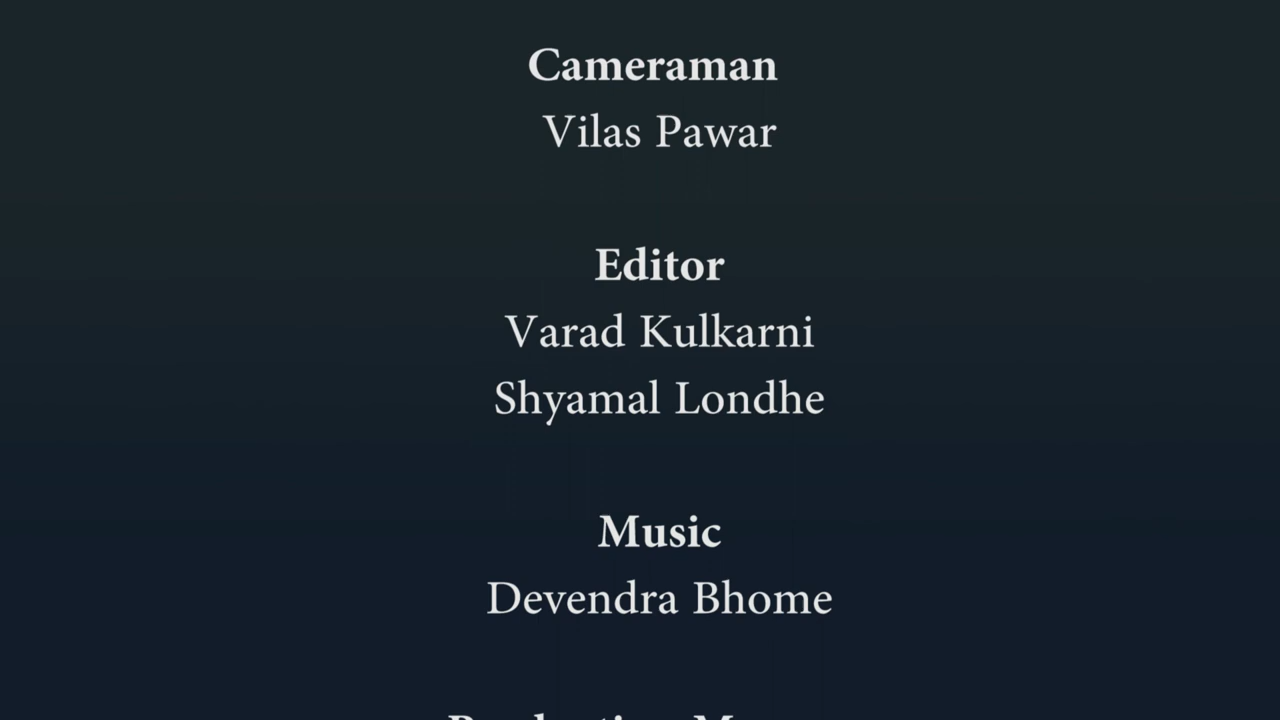 Cameraman
Vilas Pawar
Editor
Varad Kulkarni
Shyamal Londhe
Music
Devendra Bhome